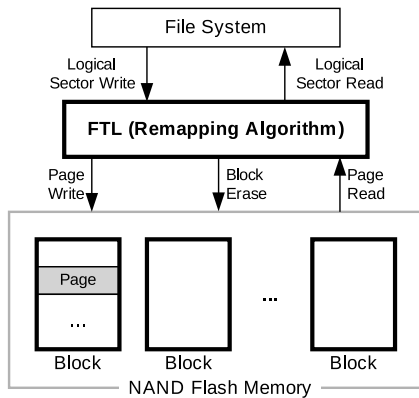 File System
Logical
Sector Write
Logical
Sector Read
FTL (Remapping Algorithm)
Page
Write
Block
Erase
Page
Read
Page
...
...
Block
Block
Block
NAND Flash Memory